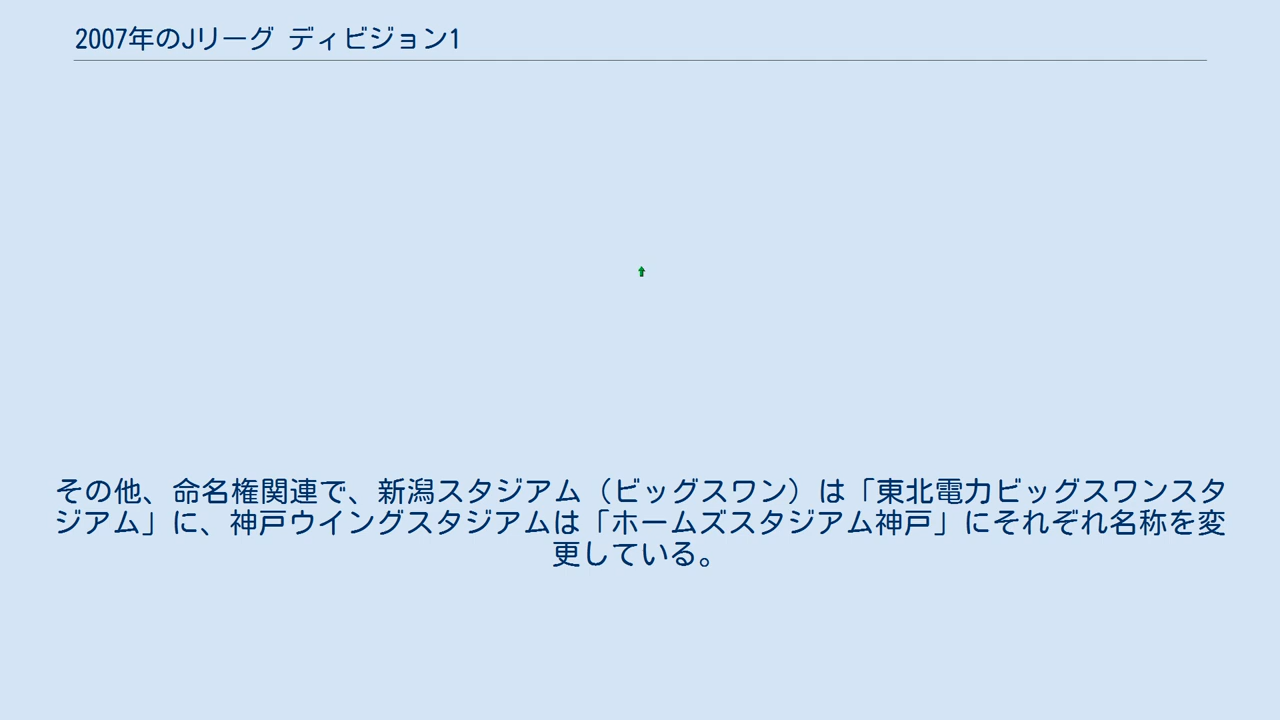 2007年のJリーグ ディビジョン1
その他、命名権関連で、新潟スタジアム（ビッグスワン）は「東北電力ビッグスワンスタ
ジアム」に、神戸ウイングスタジアムは「ホームズスタジアム神戸」にそれぞれ名称を変
更している。